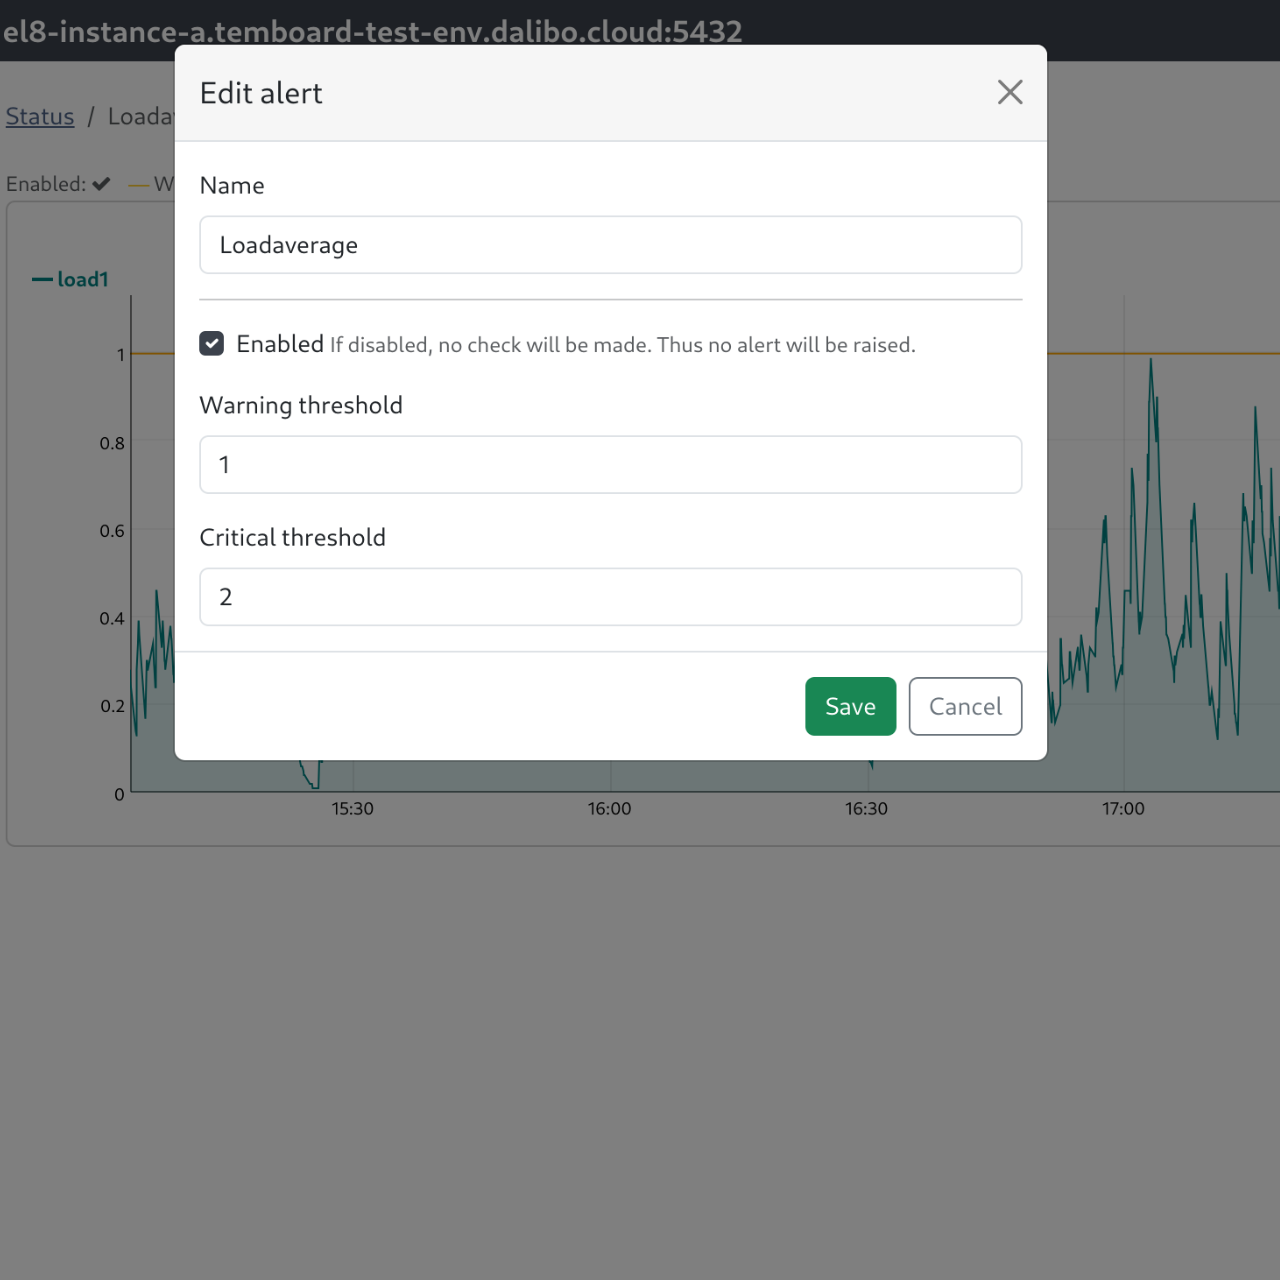 el8-instance-a.temboard-test-env.dalibo.cloud:5432
Edit alert
Status / Loada
Name
Enabled: W
Loadaverage
load1
Enabled If disabled, no check will be made. Thus no alert will be raised.
1
Warning threshold
0.8
1
0.6
Critical threshold
2
0.4
0.2
Save Cancel
0
15:30 16:00 16:30 17:00